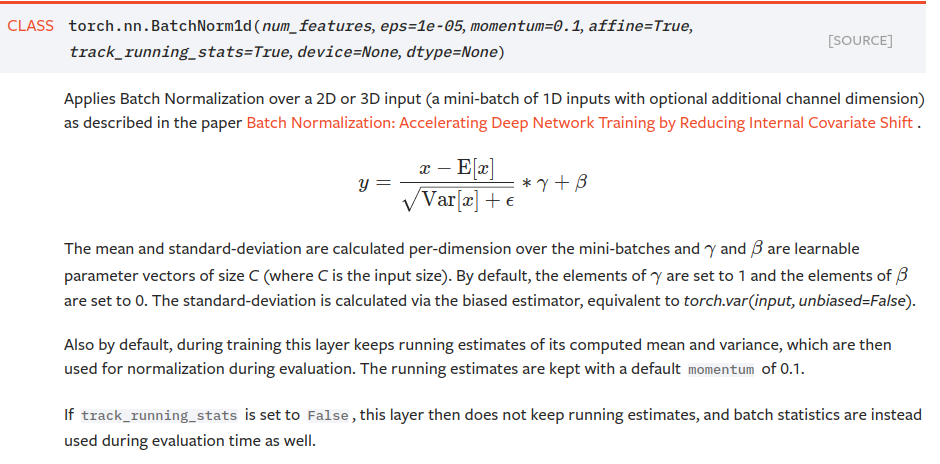 CLASS torch.nn.BatchNorm1d(num_features, eps=1e-05, momentum=0.1, affine=True,
track_running_stats=True, device=None, dtype=None)
[SOURCE]
Applies Batch Normalization over a 2D or 3D input (a mini-batch of 1D inputs with optional additional channel dimension)
as described in the paper Batch Normalization: Accelerating Deep Network Training by Reducing Internal Covariate Shift .
y = \frac{x - E[x]}{\sqrt{Var[x] + ϵ}} * γ + β
The mean and standard-deviation are calculated per-dimension over the mini-batches and γ and β are learnable
parameter vectors of size C (where C is the input size). By default, the elements of γ are set to 1 and the elements of β
are set to 0. The standard-deviation is calculated via the biased estimator, equivalent to torch.var(input, unbiased=False).
Also by default, during training this layer keeps running estimates of its computed mean and variance, which are then
used for normalization during evaluation. The running estimates are kept with a default momentum of 0.1.
If track_running_stats is set to False, this layer then does not keep running estimates, and batch statistics are instead
used during evaluation time as well.